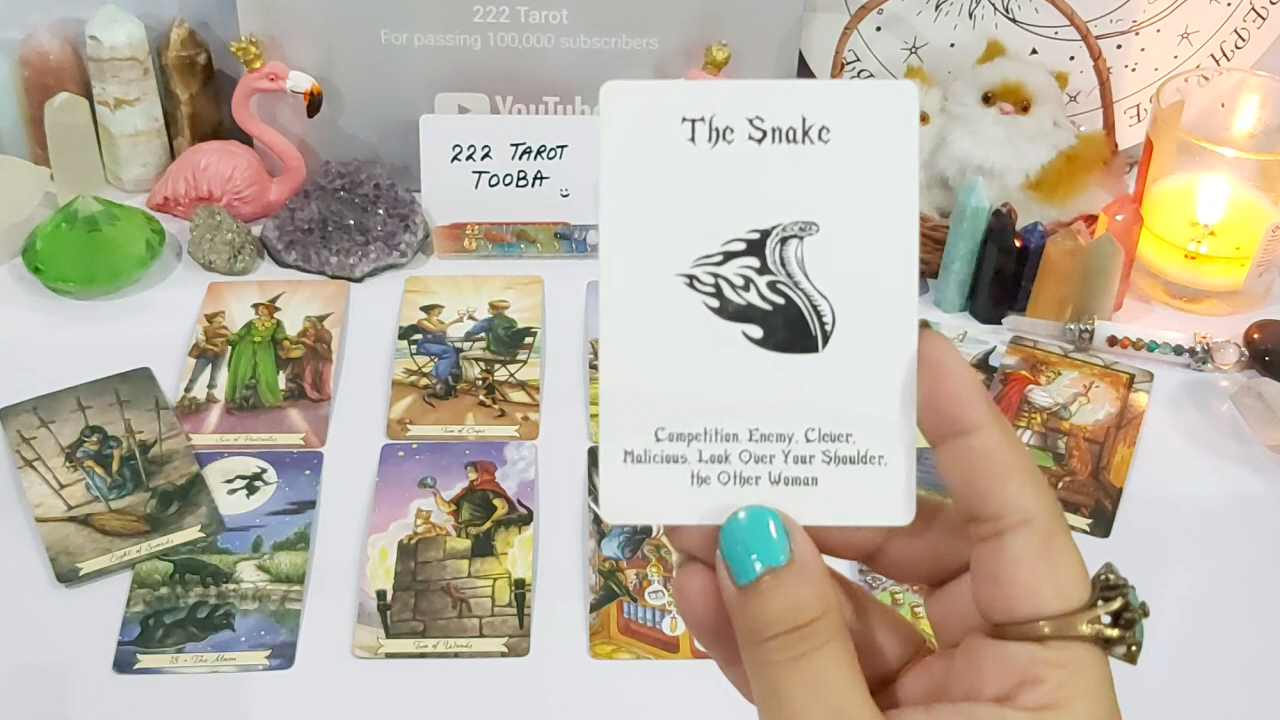 222 Tarot
For passing 100,000 subscribers
YouTube
222 TAROT
TOOBA
The Snake
Competition, Enemy, Clever,
Malicious, Look Over Your Shoulder,
the Other Woman
Six of Pentacles
Two of Cups
Eight of Swords
18 • The Moon
Two of Wands